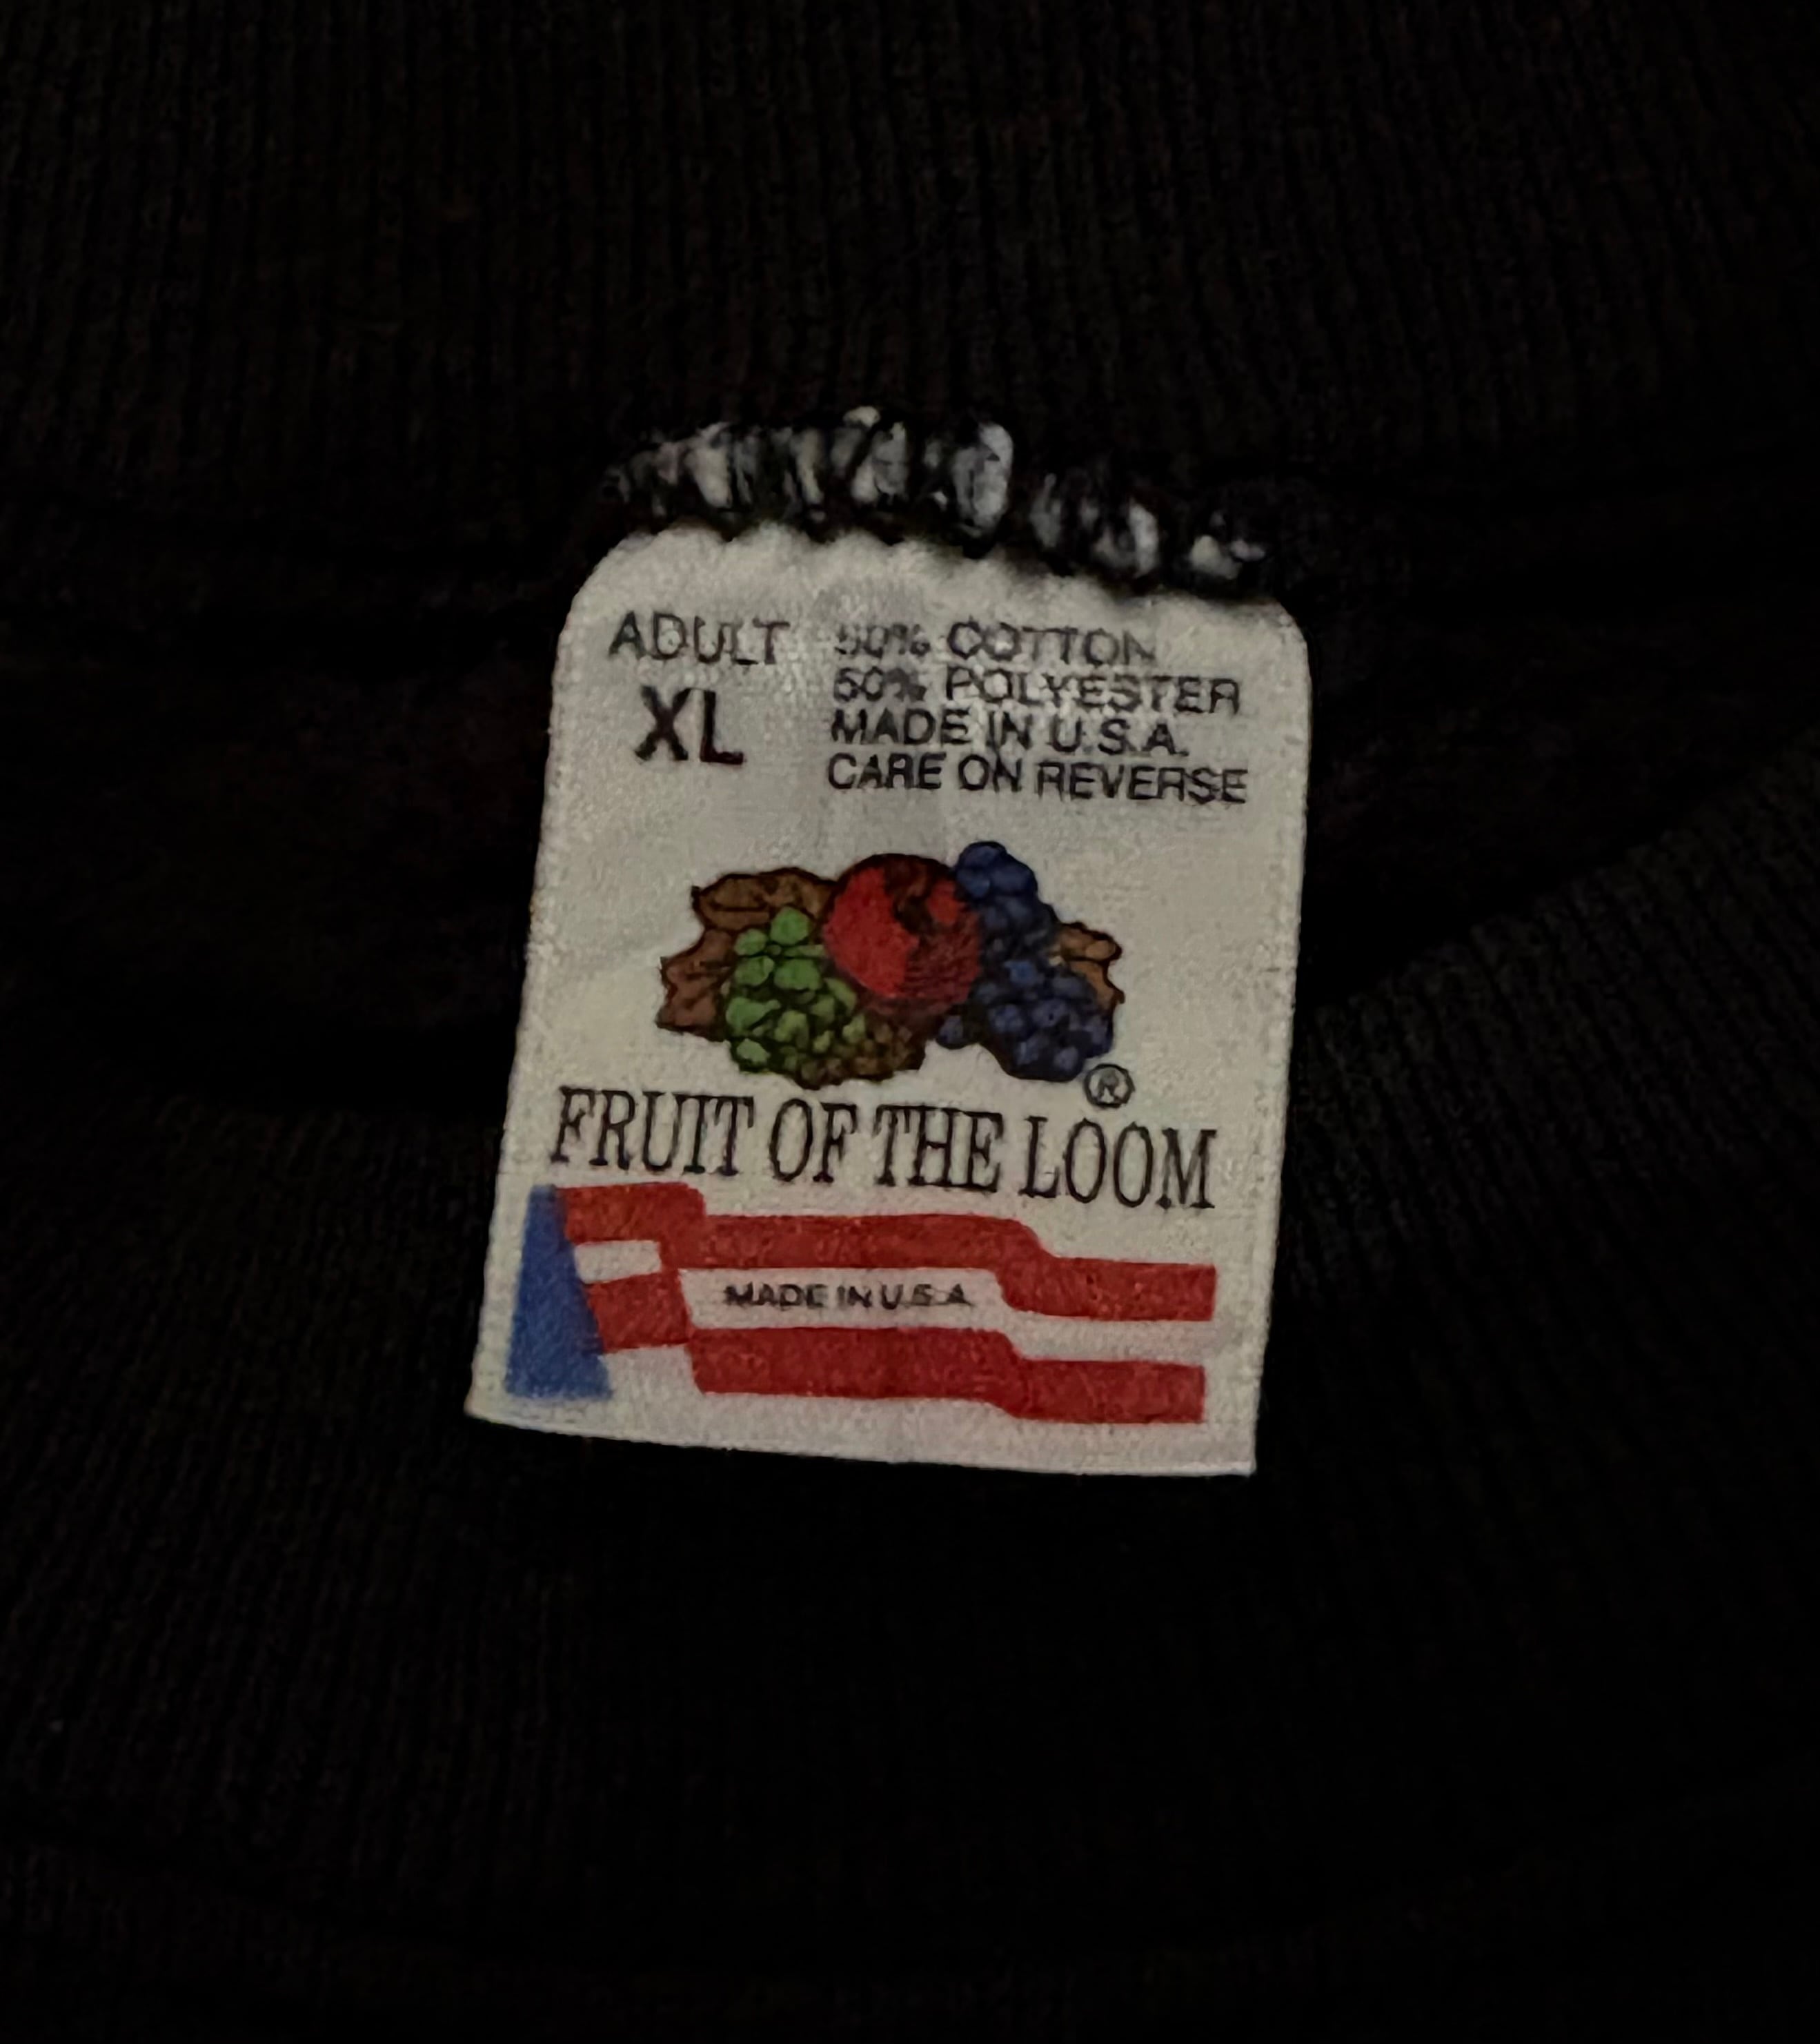 ADULT
XL
50% COTTON
50% POLYESTER
MADE IN U.S.A.
CARE ON REVERSE
®
FRUIT OF THE LOOM
MADE IN U.S.A.